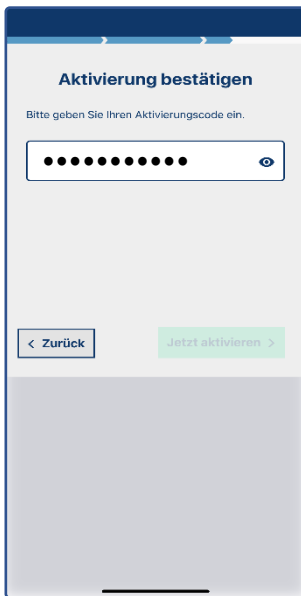 Aktivierung bestätigen
Bitte geben Sie Ihren Aktivierungscode ein.
●●●●●●●●●●●
< Zurück
Jetzt aktivieren >